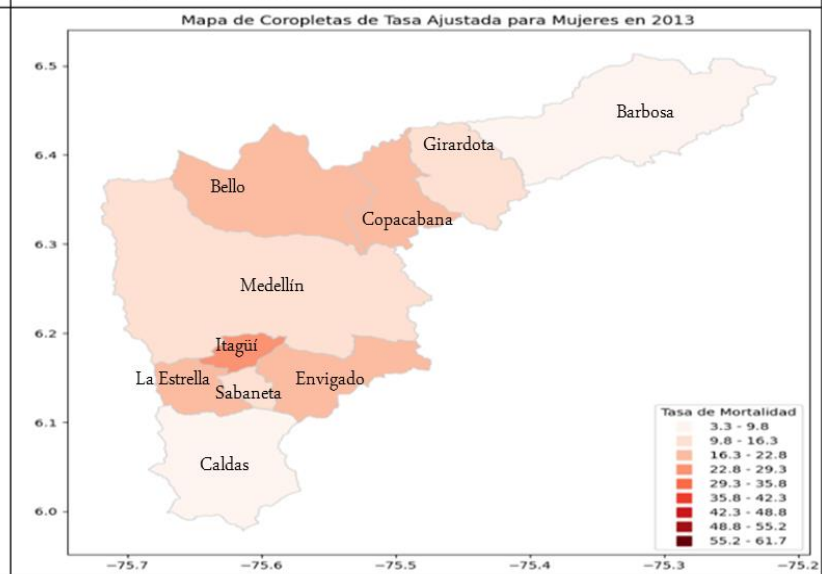 Mapa de Coropletas de Tasa Ajustada para Mujeres en 2013
6.5
Barbosa
Girardota
6.4
Bello
Copacabana
6.3
Medellín
6.2
Itagüí
La Estrella
Sabaneta
Envigado
6.1
Caldas
6.0
Tasa de Mortalidad
3.3 - 9.8
9.8 - 16.3
16.3 - 22.8
22.8 - 29.3
29.3 - 35.8
35.8 - 42.3
42.3 - 48.8
48.8 - 55.2
55.2 - 61.7
−75.7 −75.6 −75.5 −75.4 −75.3 −75.2